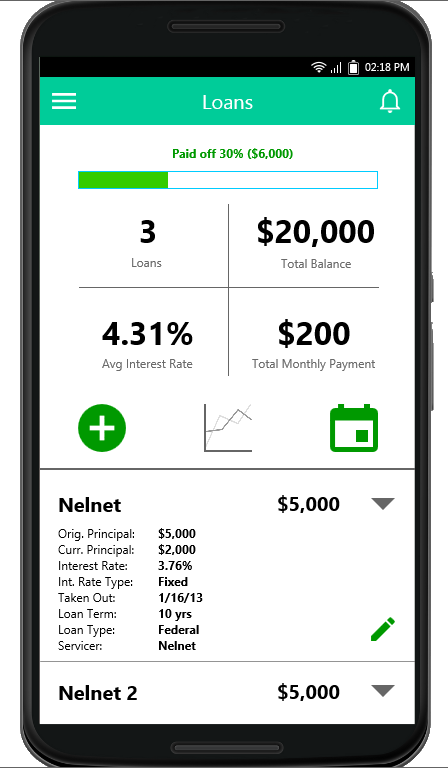 02:18 PM
Loans
Paid off 30% ($6,000)
3 $20,000
Loans Total Balance
4.31% $200
Avg Interest Rate Total Monthly Payment
Nelnet $5,000
Orig. Principal: $5,000
Curr. Principal: $2,000
Interest Rate: 3.76%
Int. Rate Type: Fixed
Taken Out: 1/16/13
Loan Term: 10 yrs
Loan Type: Federal
Servicer: Nelnet
Nelnet 2 $5,000